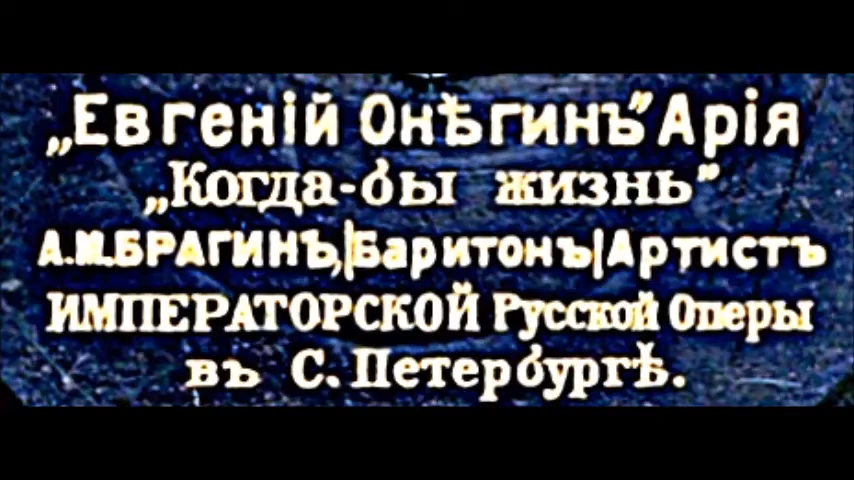 „Евгеній Онѣгинъ” Арія
„Когда-бы жизнь”
А.М.БРАГИНЪ,|Баритонъ|Артистъ
ИМПЕРАТОРСКОЙ Русской Оперы
въ С. Петербургѣ.